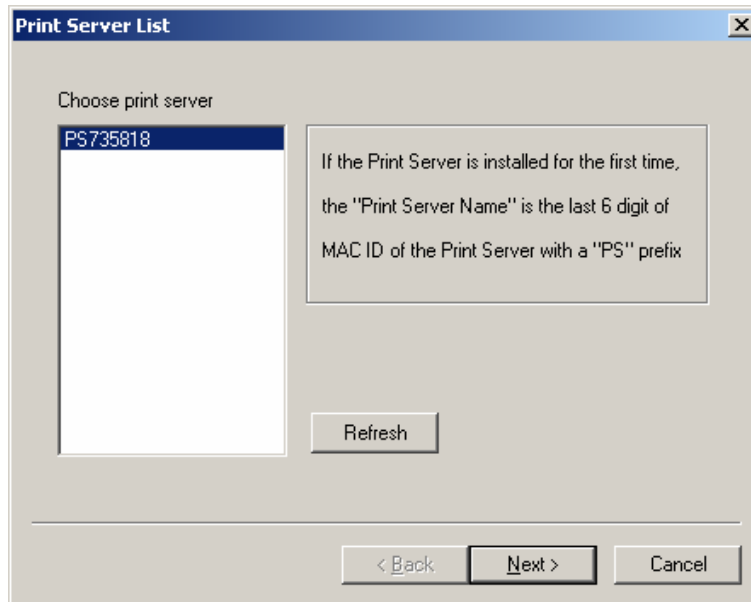 Print Server List
Choose print server
PS735818
If the Print Server is installed for the first time,
the "Print Server Name" is the last 6 digit of
MAC ID of the Print Server with a "PS" prefix
Refresh
< Back
Next >
Cancel